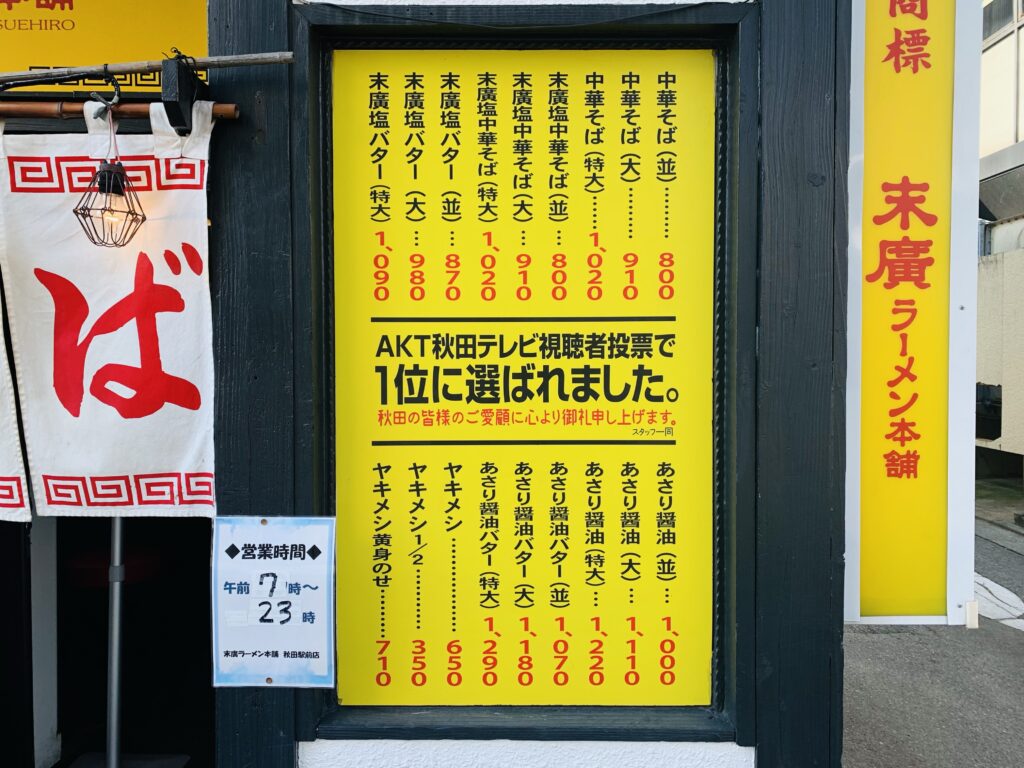 SUEHIRO
ば
◆営業時間◆
午前 7時〜
23時
末廣ラーメン本舗 秋田駅前店
中華そば(並)………800
中華そば(大)………910
中華そば(特大)……1,020
末廣塩中華そば(並)…800
末廣塩中華そば(大)…910
末廣塩中華そば(特大)1,020
末廣塩バター(並)…870
末廣塩バター(大)…980
末廣塩バター(特大)1,090
AKT秋田テレビ視聴者投票で
1位に選ばれました。
秋田の皆様のご愛顧に心より御礼申し上げます。
スタッフ一同
あさり醤油(並)…1,000
あさり醤油(大)…1,110
あさり醤油(特大)…1,220
あさり醤油バター(並)1,070
あさり醤油バター(大)1,180
あさり醤油バター(特大)1,290
ヤキメシ…………650
ヤキメシ1/2………350
ヤキメシ黄身のせ………710
商標 末廣ラーメン本舗